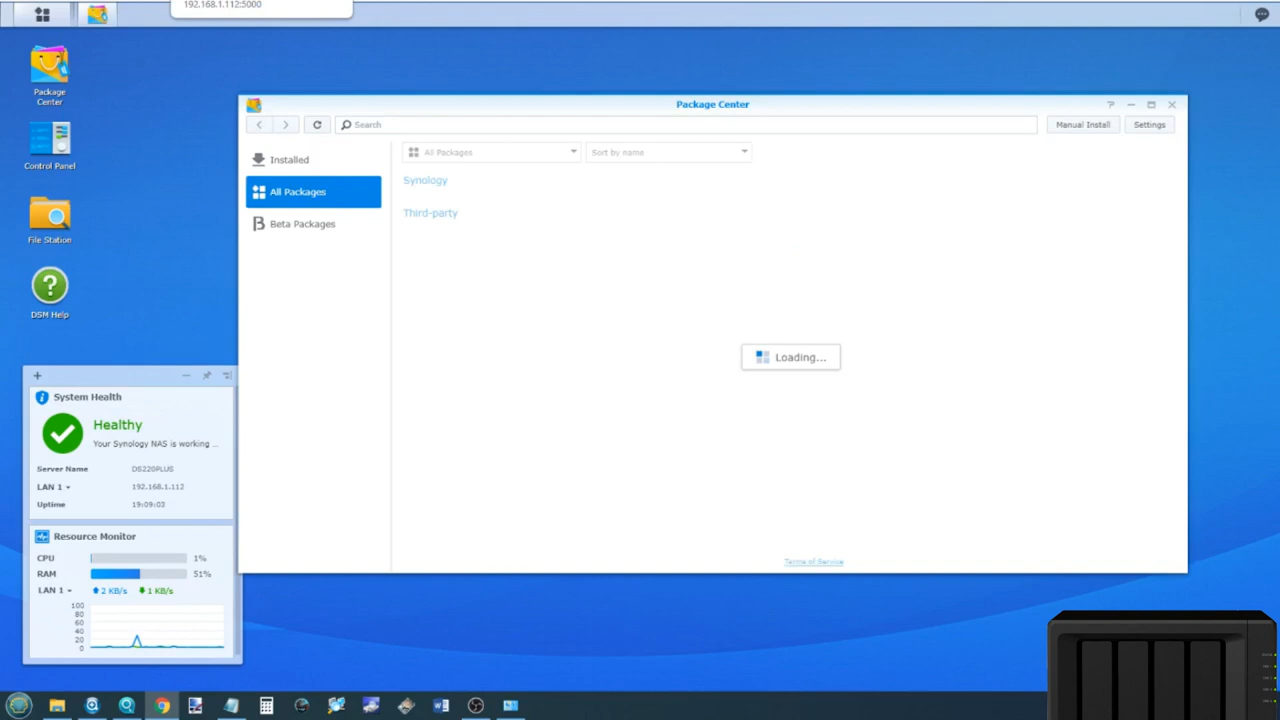 192.168.1.112:5000
Package
Center
Control Panel
File Station
DSM Help
Package Center
Search
Manual Install
Settings
Installed
All Packages
Beta Packages
All Packages
Sort by name
Synology
Third-party
Loading...
Terms of Service
System Health
Healthy
Your Synology NAS is working ...
Server Name DS220PLUS
LAN 1 192.168.1.112
Uptime 19:09:03
Resource Monitor
CPU 1%
RAM 51%
LAN 1 2 KB/s 1 KB/s
100
80
60
40
20
0